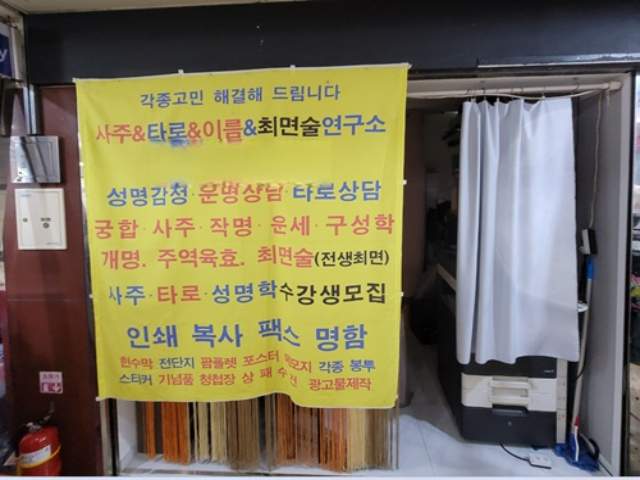 각종고민 해결해 드립니다
사주&타로&이름&최면술연구소
성명감정·운명상담·타로상담
궁합·사주·작명·운세·구성학
개명. 주역육효. 최면술(전생최면)
사주·타로·성명학수강생모집
인쇄 복사 팩스 명함
현수막 전단지 팜플렛 포스터 각종 봉투
스티커 기념품 청첩장 상패 수건 광고물제작